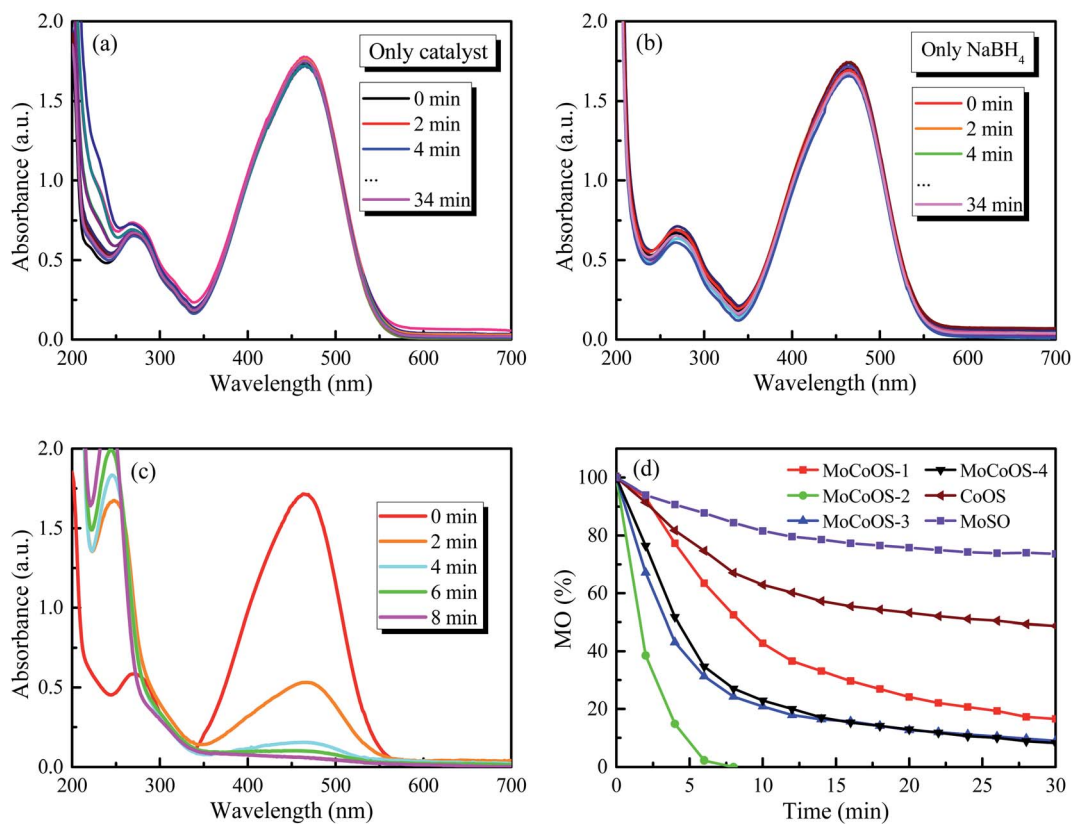 (a)
Only catalyst
0 min
2 min
4 min
...
34 min
Absorbance (a.u.)
2.0
1.5
1.0
0.5
0.0
200 300 400 500 600 700
Wavelength (nm)
(b)
Only NaBH4
0 min
2 min
4 min
...
34 min
Absorbance (a.u.)
2.0
1.5
1.0
0.5
0.0
200 300 400 500 600 700
Wavelength (nm)
(c)
0 min
2 min
4 min
6 min
8 min
Absorbance (a.u.)
2.0
1.5
1.0
0.5
0.0
200 300 400 500 600 700
Wavelength (nm)
(d)
MoCoOS-1 MoCoOS-4
MoCoOS-2 CoOS
MoCoOS-3 MoSO
MO (%)
100
80
60
40
20
0
0 5 10 15 20 25 30
Time (min)